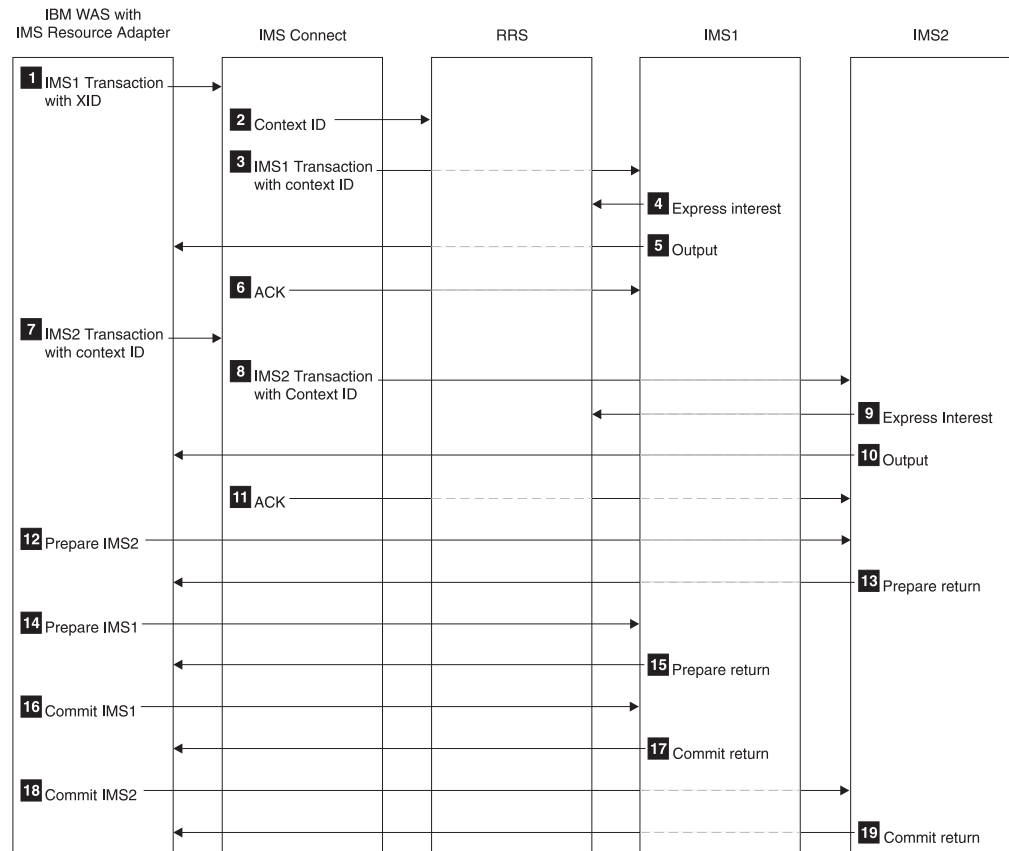 IBM WAS with
IMS Resource Adapter
IMS Connect
RRS
IMS1
IMS2
1 IMS1 Transaction
with XID
2 Context ID
3 IMS1 Transaction
with context ID
4 Express interest
5 Output
6 ACK
7 IMS2 Transaction
with context ID
8 IMS2 Transaction
with Context ID
9 Express Interest
10 Output
11 ACK
12 Prepare IMS2
13 Prepare return
14 Prepare IMS1
15 Prepare return
16 Commit IMS1
17 Commit return
18 Commit IMS2
19 Commit return